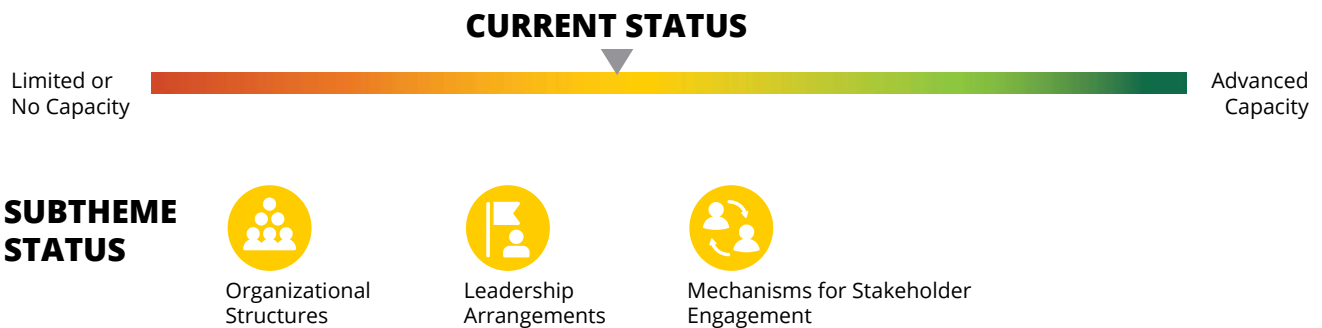 CURRENT STATUS
Limited or
No Capacity
Advanced
Capacity
SUBTHEME
STATUS
Organizational
Structures
Leadership
Arrangements
Mechanisms for Stakeholder
Engagement